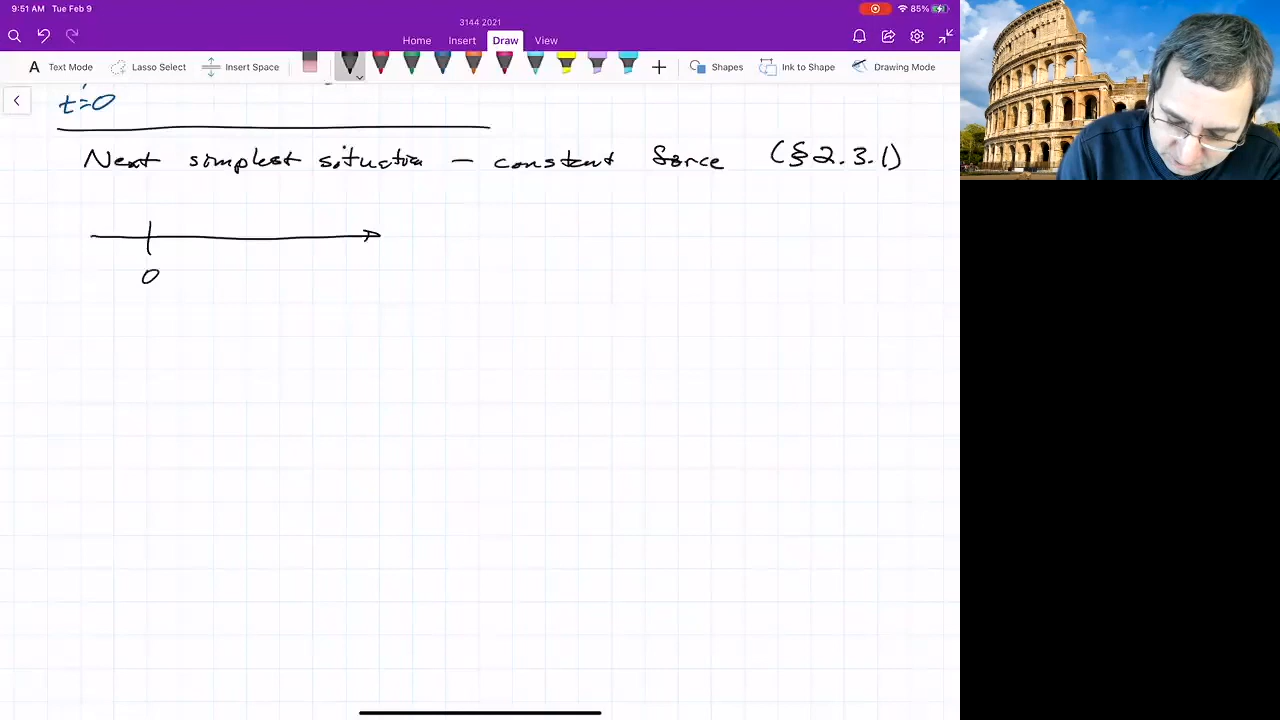 9:51 AM Tue Feb 9
85%
3144 2021
Home Insert Draw View
Text Mode Lasso Select Insert Space Shapes Ink to Shape Drawing Mode
t=0
Next simplest situation — constant force (§ 2.3.1)
0